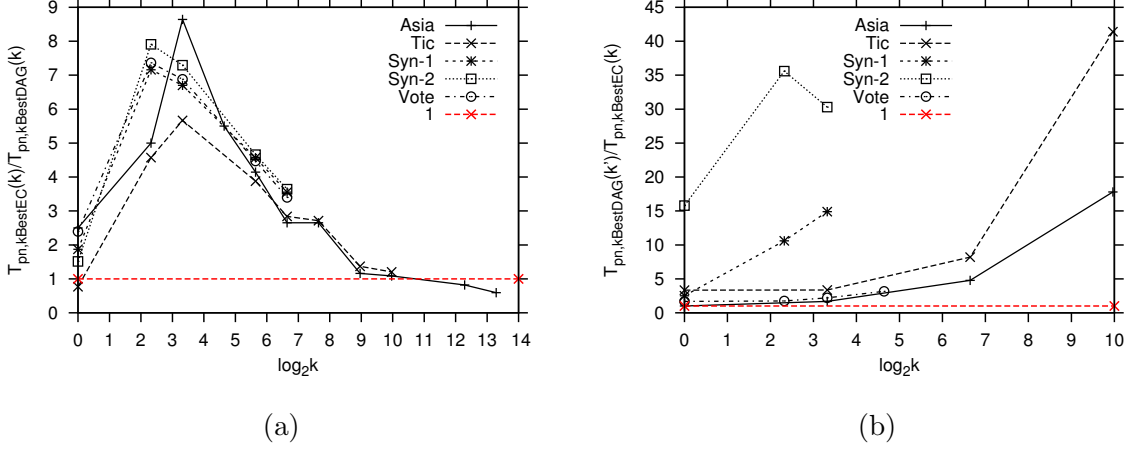 T_pn,kBestEC(k)/T_pn,kBestDAG(k)
9
8
7
6
5
4
3
2
1
0
0 1 2 3 4 5 6 7 8 9 10 11 12 13 14
log₂k
Asia
Tic
Syn-1
Syn-2
Vote
1
(a)
T_pn,kBestDAG(k')/T_pn,kBestEC(k)
45
40
35
30
25
20
15
10
5
0
0 1 2 3 4 5 6 7 8 9 10
log₂k
Asia
Tic
Syn-1
Syn-2
Vote
1
(b)